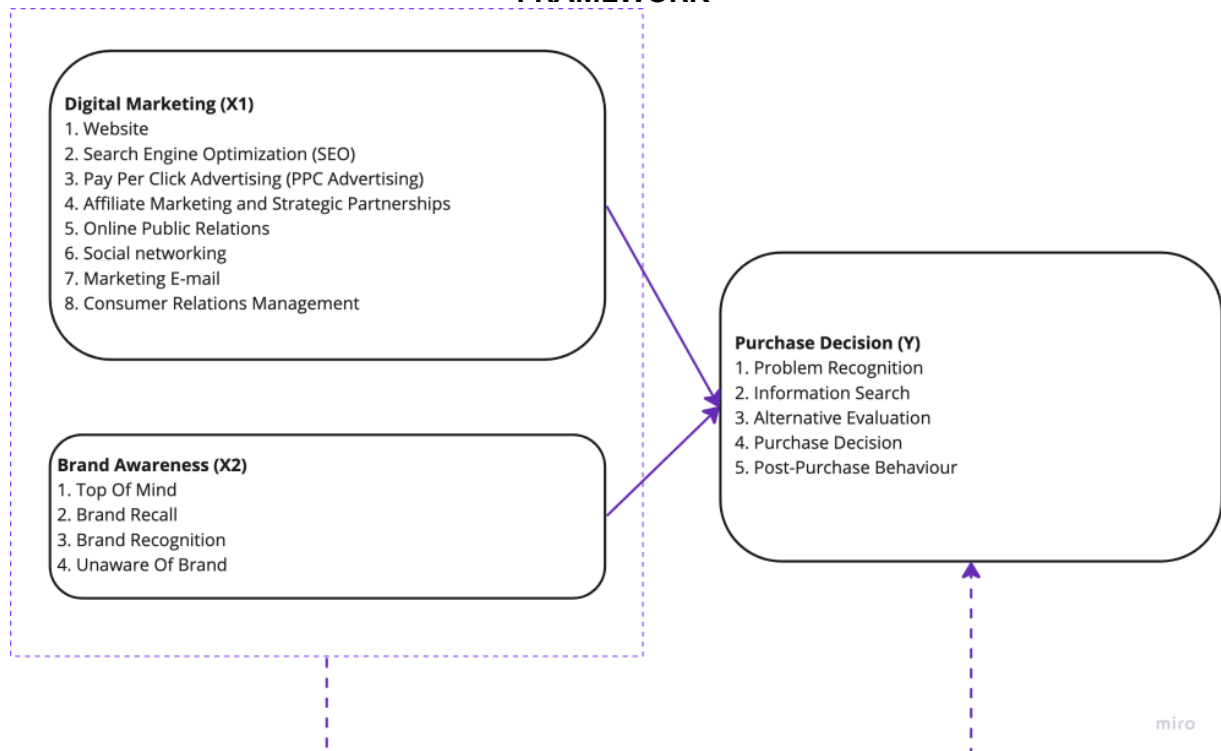 FRAMEWORK
Digital Marketing (X1)
1. Website
2. Search Engine Optimization (SEO)
3. Pay Per Click Advertising (PPC Advertising)
4. Affiliate Marketing and Strategic Partnerships
5. Online Public Relations
6. Social networking
7. Marketing E-mail
8. Consumer Relations Management
Brand Awareness (X2)
1. Top Of Mind
2. Brand Recall
3. Brand Recognition
4. Unaware Of Brand
Purchase Decision (Y)
1. Problem Recognition
2. Information Search
3. Alternative Evaluation
4. Purchase Decision
5. Post-Purchase Behaviour
miro